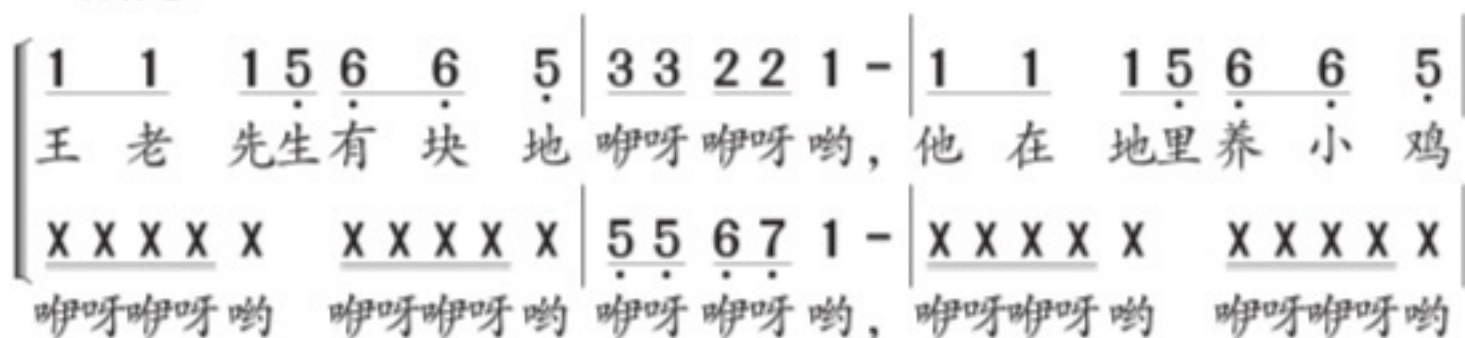 1 1 1 5 6 6 5 | 3 3 2 2 1 - | 1 1 1 5 6 6 5
王 老 先生 有 块 地 咿呀 咿呀 哟, 他 在 地里 养 小 鸡
X X X X X X X X X X | 5 5 6 7 1 - | X X X X X X X X X X
咿呀咿呀 哟 咿呀咿呀 哟 咿呀 咿呀 哟, 咿呀咿呀 哟 咿呀咿呀 哟